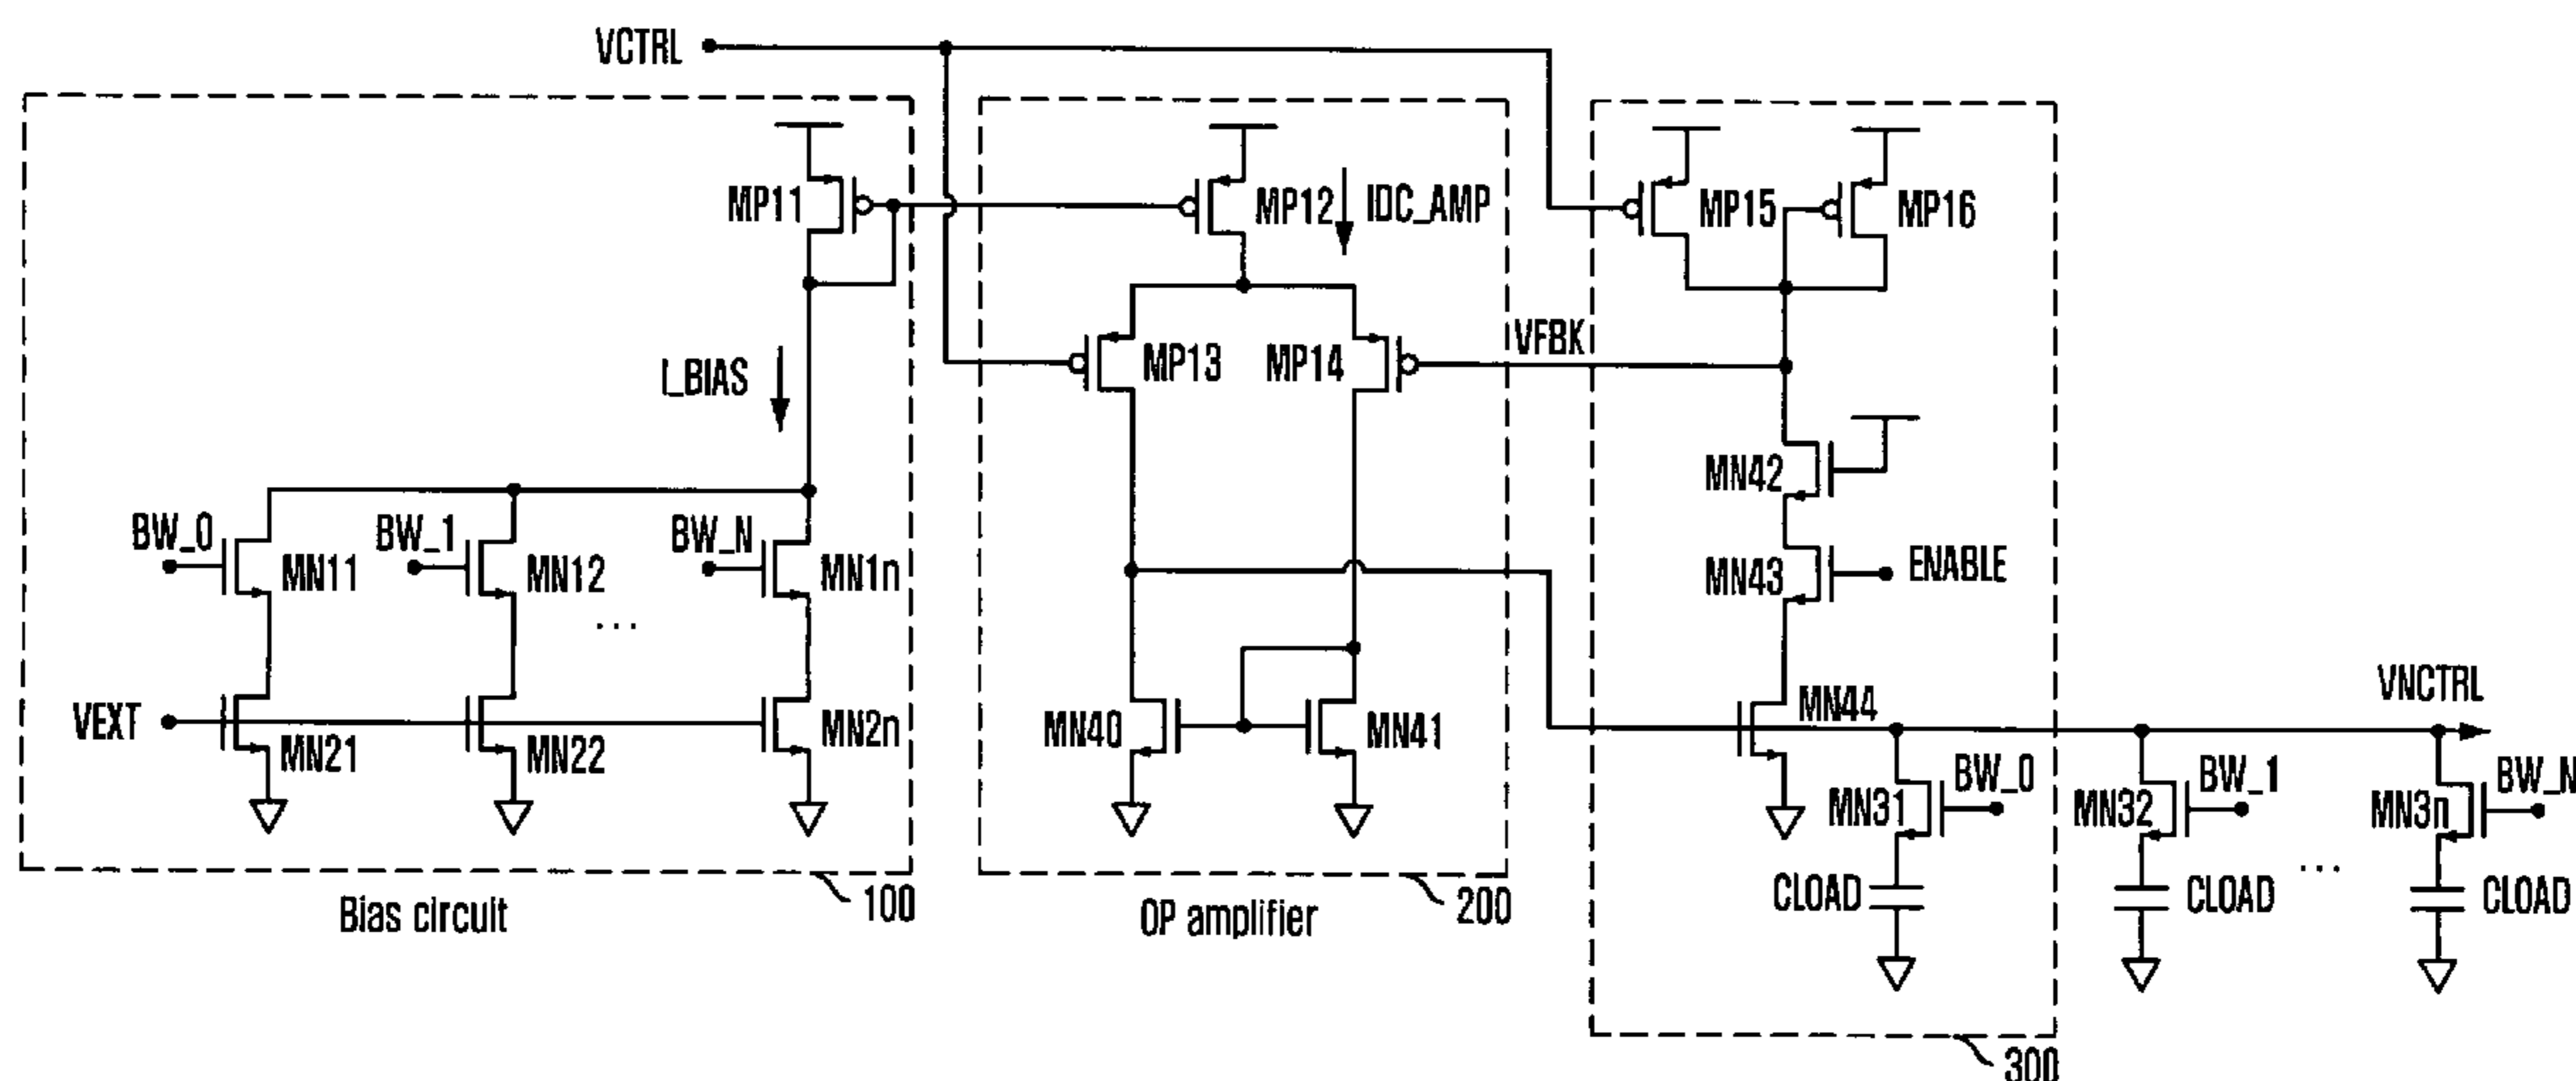 VCTRL
MP11
MP12
IDC_AMP
MP15
MP16
I_BIAS
MP13
MP14
VFBK
MN42
BW_0
MN11
BW_1
MN12
BW_N
MN1n
...
MN43
ENABLE
VEXT
MN21
MN22
MN2n
MN40
MN41
MN44
VNCTRL
MN31
BW_0
MN32
BW_1
MN3n
BW_N
CLOAD
CLOAD
...
CLOAD
Bias circuit
100
OP amplifier
200
300